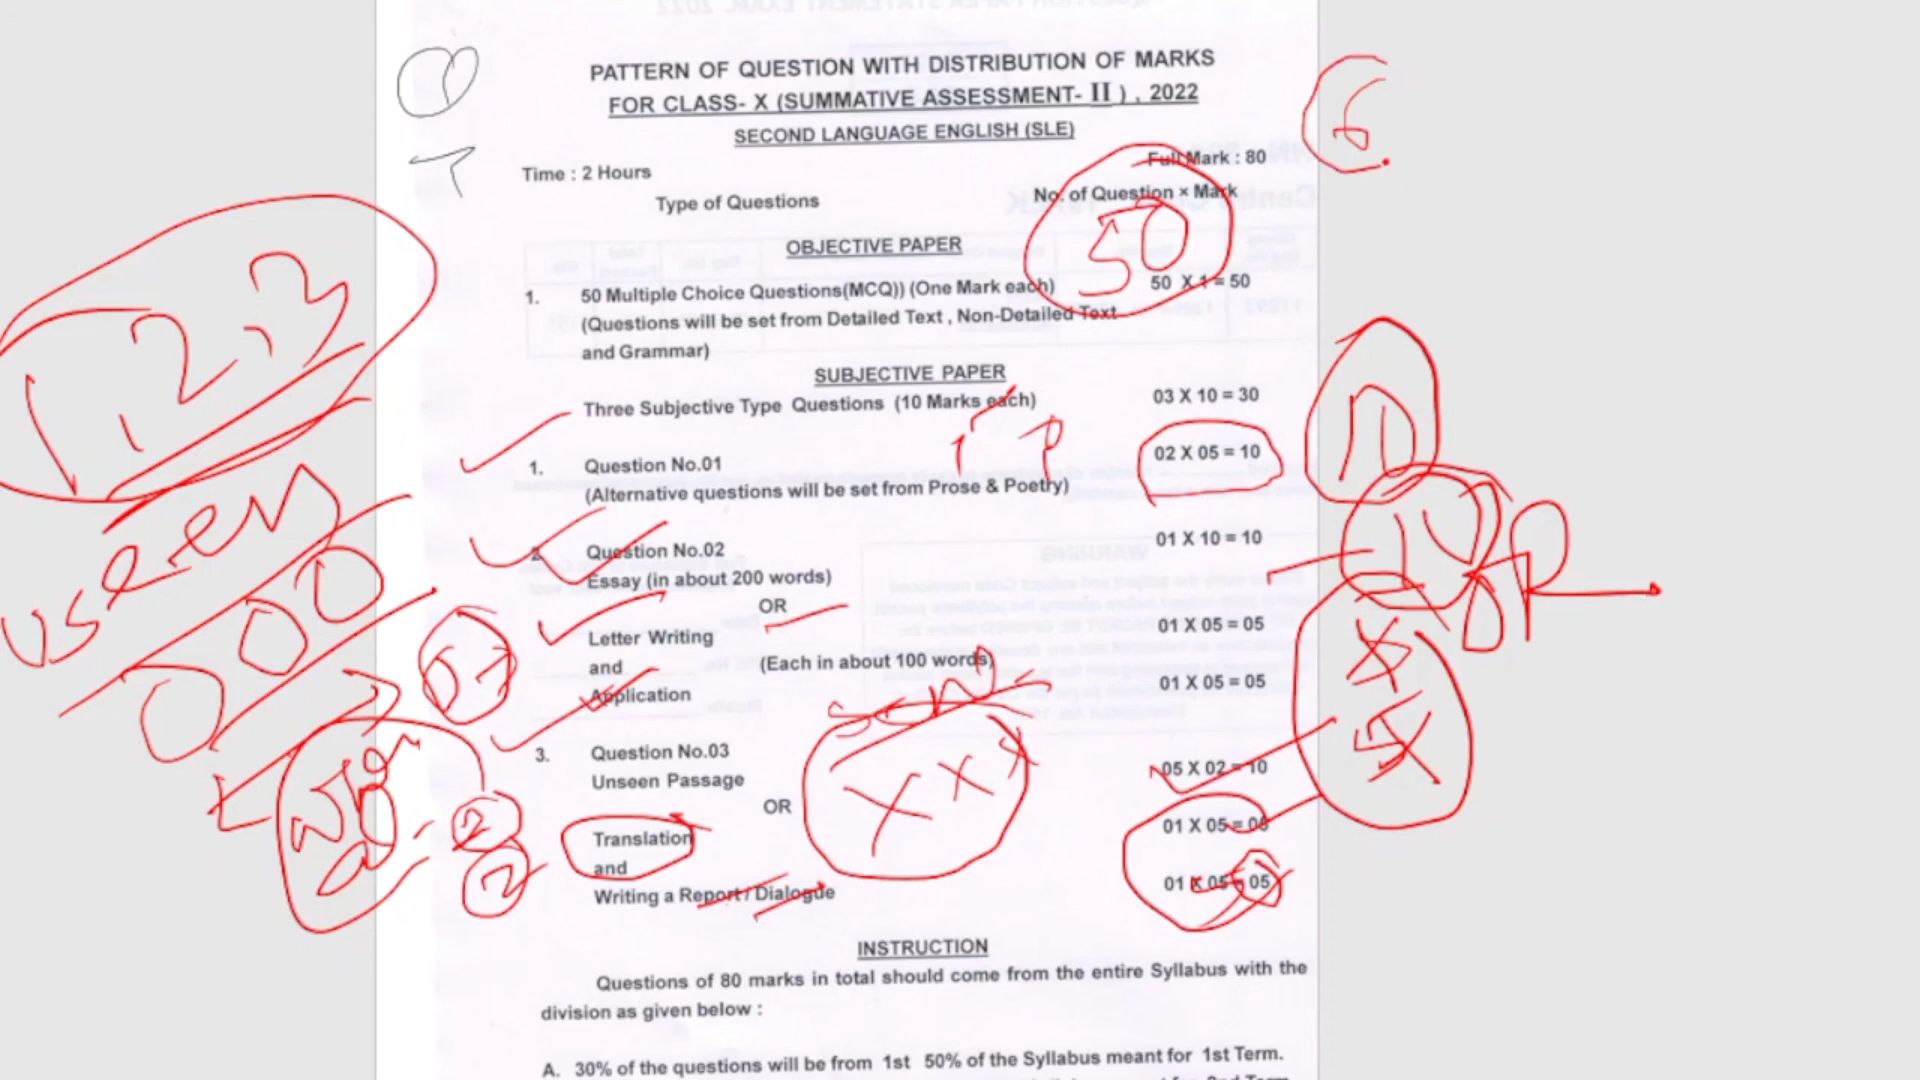 PATTERN OF QUESTION WITH DISTRIBUTION OF MARKS
FOR CLASS- X (SUMMATIVE ASSESSMENT- II ) , 2022
SECOND LANGUAGE ENGLISH (SLE)
Time : 2 Hours
Full Mark : 80
Type of Questions
No. of Question × Mark
50
OBJECTIVE PAPER
1. 50 Multiple Choice Questions(MCQ)) (One Mark each) 50 X 1 = 50
(Questions will be set from Detailed Text , Non-Detailed Text
and Grammar)
SUBJECTIVE PAPER
Three Subjective Type Questions (10 Marks each) 03 X 10 = 30
1. Question No.01 02 X 05 = 10
(Alternative questions will be set from Prose & Poetry)
2. Question No.02 01 X 10 = 10
Essay (in about 200 words)
OR
Letter Writing 01 X 05 = 05
and (Each in about 100 words)
Application 01 X 05 = 05
3. Question No.03
Unseen Passage 05 X 02 = 10
OR
Translation 01 X 05 = 05
and
Writing a Report / Dialogue 01 X 05 = 05
INSTRUCTION
Questions of 80 marks in total should come from the entire Syllabus with the
division as given below :
A. 30% of the questions will be from 1st 50% of the Syllabus meant for 1st Term.
1, 2, 3